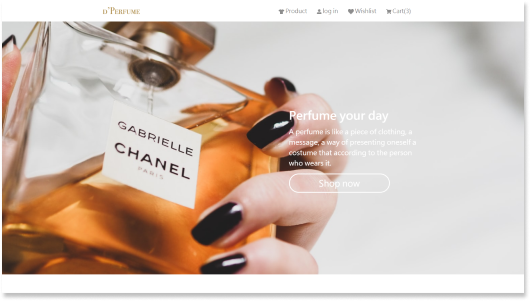 D'PERFUME
Product
log in
Wishlist
Cart(3)
GABRIELLE
CHANEL
PARIS
Perfume your day
A perfume is like a piece of clothing, a
message, a way of presenting oneself a
costume that according to the person
who wears it.
Shop now